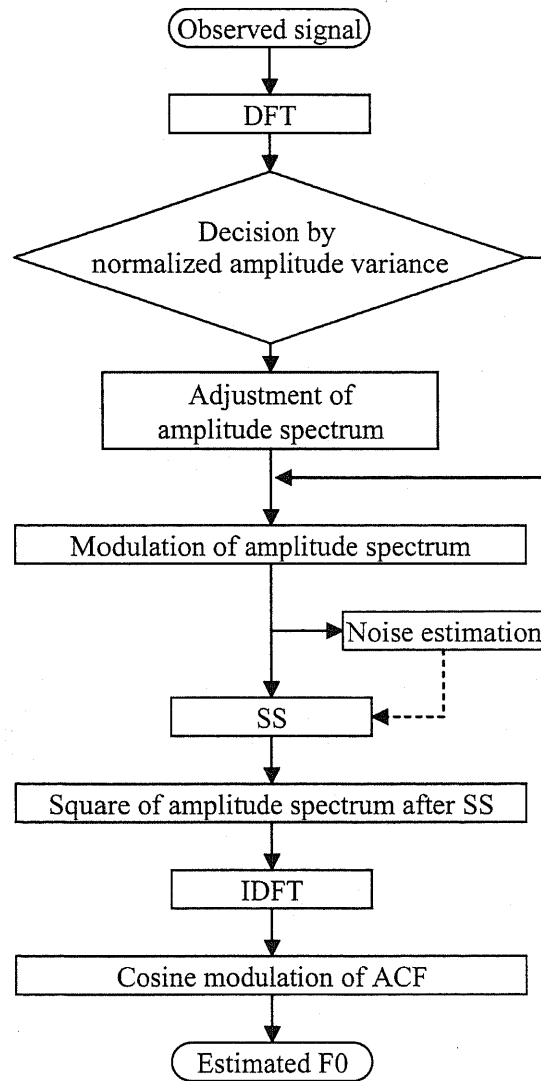 Observed signal
DFT
Decision by
normalized amplitude variance
Adjustment of
amplitude spectrum
Modulation of amplitude spectrum
Noise estimation
SS
Square of amplitude spectrum after SS
IDFT
Cosine modulation of ACF
Estimated F0